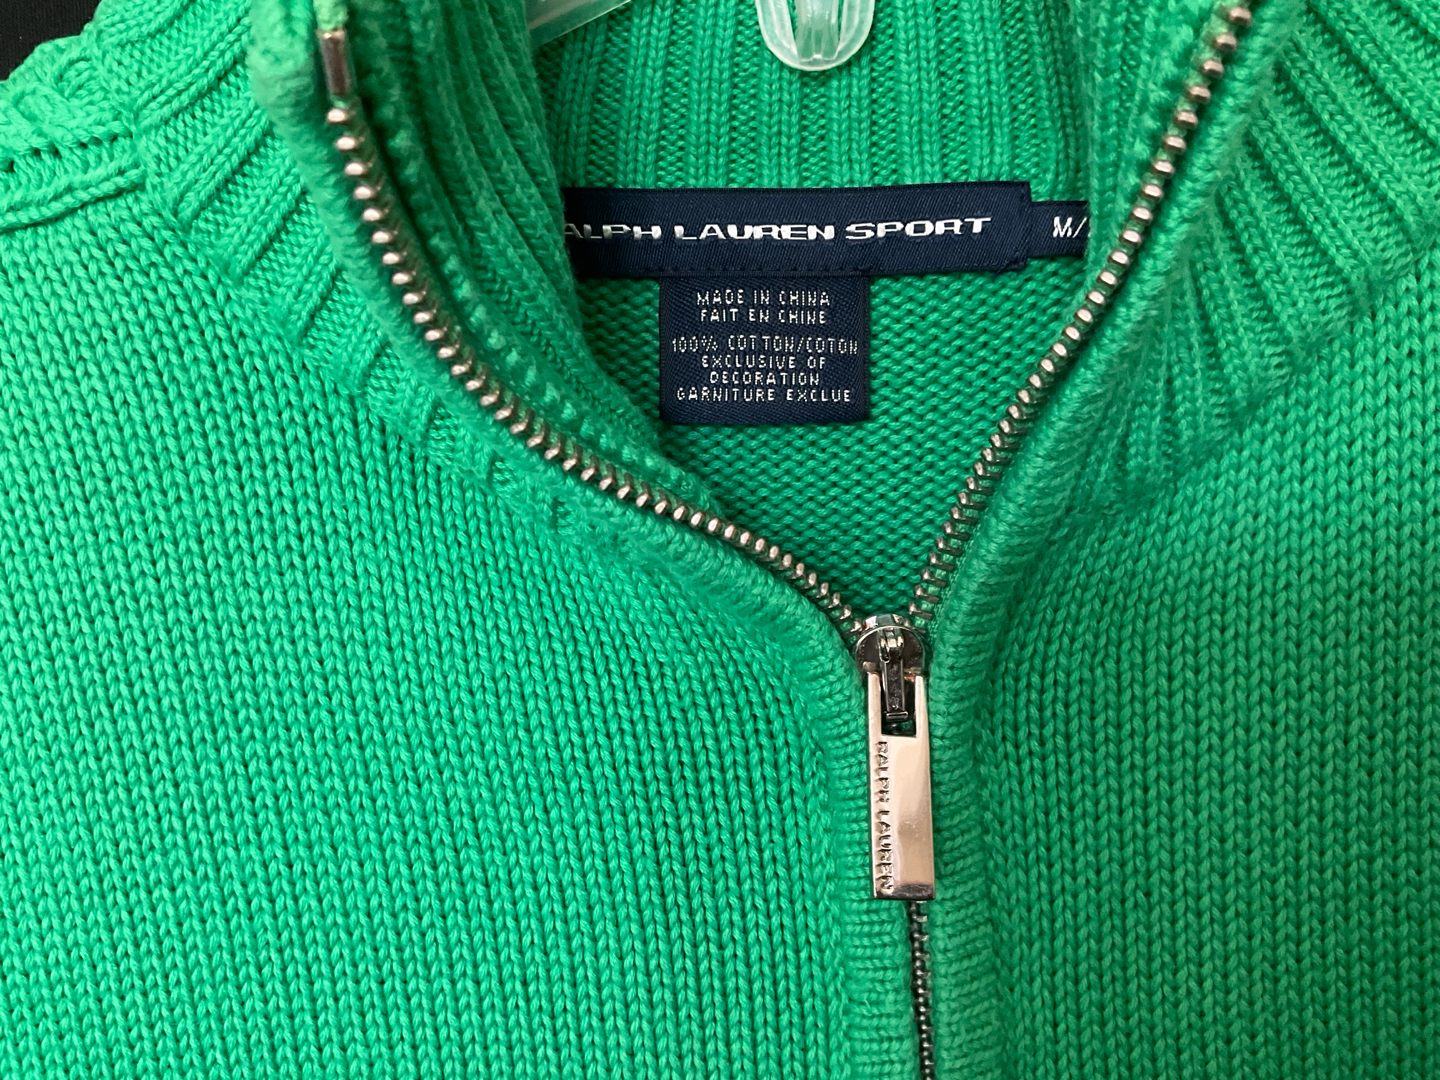 ALPH LAUREN SPORT
M/
MADE IN CHINA
FAIT EN CHINE
100% COTTON/COTON
EXCLUSIVE OF
DECORATION
GARNITURE EXCLUE
RALPH LAUREN